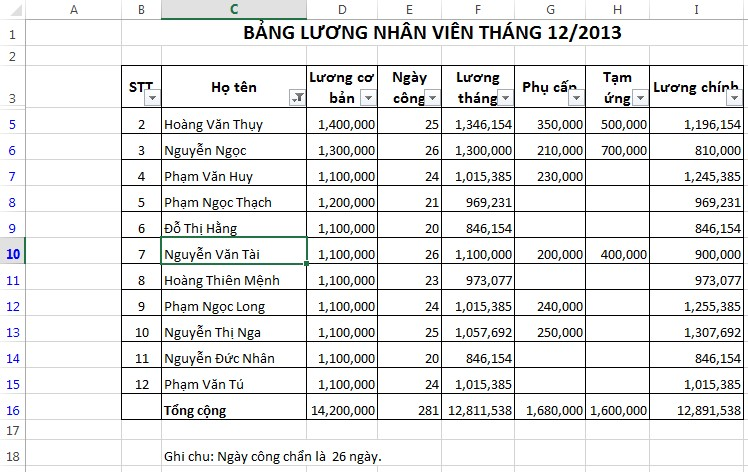 A B C D E F G H I
1 BẢNG LƯƠNG NHÂN VIÊN THÁNG 12/2013
2
3 STT Họ tên Lương cơ bản Ngày công Lương tháng Phụ cấp Tạm ứng Lương chính
5 2 Hoàng Văn Thụy 1,400,000 25 1,346,154 350,000 500,000 1,196,154
6 3 Nguyễn Ngọc 1,300,000 26 1,300,000 210,000 700,000 810,000
7 4 Phạm Văn Huy 1,100,000 24 1,015,385 230,000 1,245,385
8 5 Phạm Ngọc Thạch 1,200,000 21 969,231 969,231
9 6 Đỗ Thị Hằng 1,100,000 20 846,154 846,154
10 7 Nguyễn Văn Tài 1,100,000 26 1,100,000 200,000 400,000 900,000
11 8 Hoàng Thiên Mệnh 1,100,000 23 973,077 973,077
12 9 Phạm Ngọc Long 1,100,000 24 1,015,385 240,000 1,255,385
13 10 Nguyễn Thị Nga 1,100,000 25 1,057,692 250,000 1,307,692
14 11 Nguyễn Đức Nhân 1,100,000 20 846,154 846,154
15 12 Phạm Văn Tú 1,100,000 24 1,015,385 1,015,385
16 Tổng cộng 14,200,000 281 12,811,538 1,680,000 1,600,000 12,891,538
17
18 Ghi chu: Ngày công chẩn là 26 ngày.